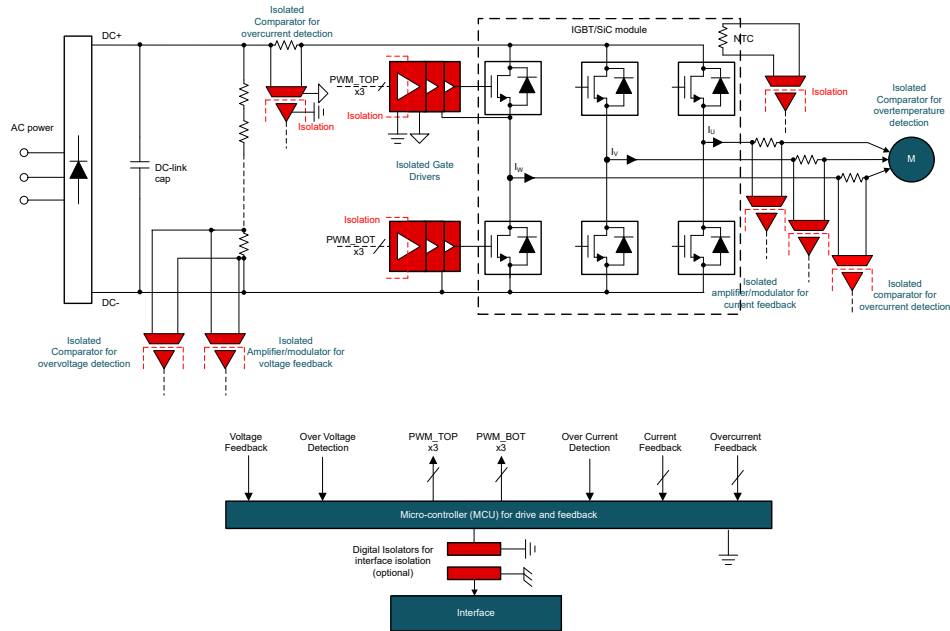 Isolated
Comparator for
overcurrent detection
IGBT/SiC module
DC+
NTC
PWM_TOP
x3
Isolation
Isolation
Isolation
Isolated
Comparator for
overtemperature
detection
AC power
DC-link
cap
Isolated Gate
Drivers
IU
IV
IW
M
Isolation
PWM_BOT
x3
DC-
Isolated
amplifier/modulator for
current feedback
Isolated
comparator for
overcurrent detection
Isolated
Comparator for
overvoltage detection
Isolated
Amplifier/modulator for
voltage feedback
Voltage
Feedback
Over Voltage
Detection
PWM_TOP
x3
PWM_BOT
x3
Over Current
Detection
Current
Feedback
Overcurrent
Feedback
Micro-controller (MCU) for drive and feedback
Digital Isolators for
interface isolation
(optional)
Interface